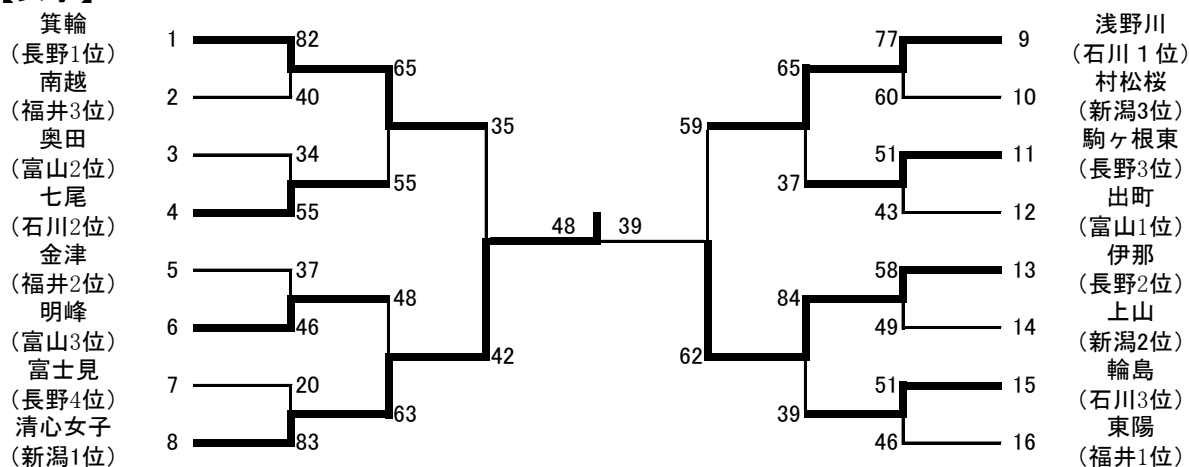 箕輪
(長野1位)
1
82
南越
(福井3位)
2
40
65
奥田
(富山2位)
3
34
七尾
(石川2位)
4
55
55
35
金津
(福井2位)
5
37
明峰
(富山3位)
6
46
48
富士見
(長野4位)
7
20
清心女子
(新潟1位)
8
83
63
42
48
39
浅野川
(石川１位)
9
77
村松桜
(新潟3位)
10
60
65
駒ヶ根東
(長野3位)
11
51
出町
(富山1位)
12
43
37
59
伊那
(長野2位)
13
58
上山
(新潟2位)
14
49
84
輪島
(石川3位)
15
51
東陽
(福井1位)
16
46
39
62